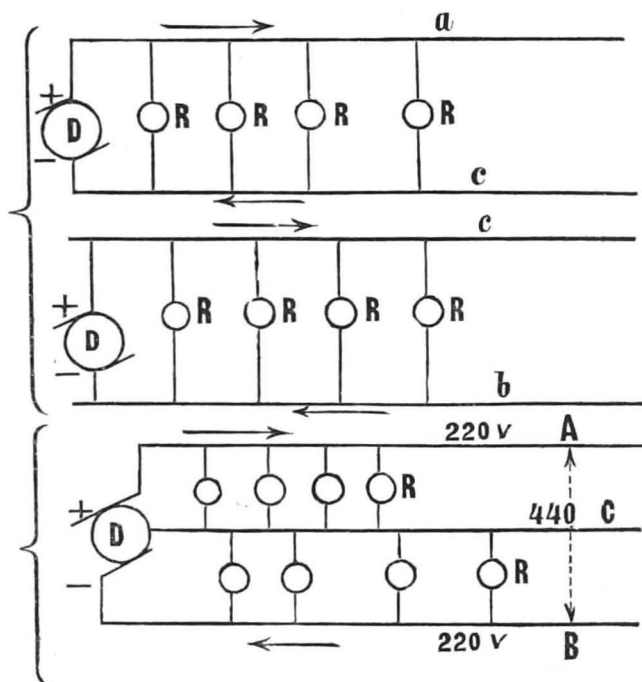 a
+ D R R R R
−
c
c
+ D R R R R
−
b
220 V A
+ R
D 440 C
− R
220 V B